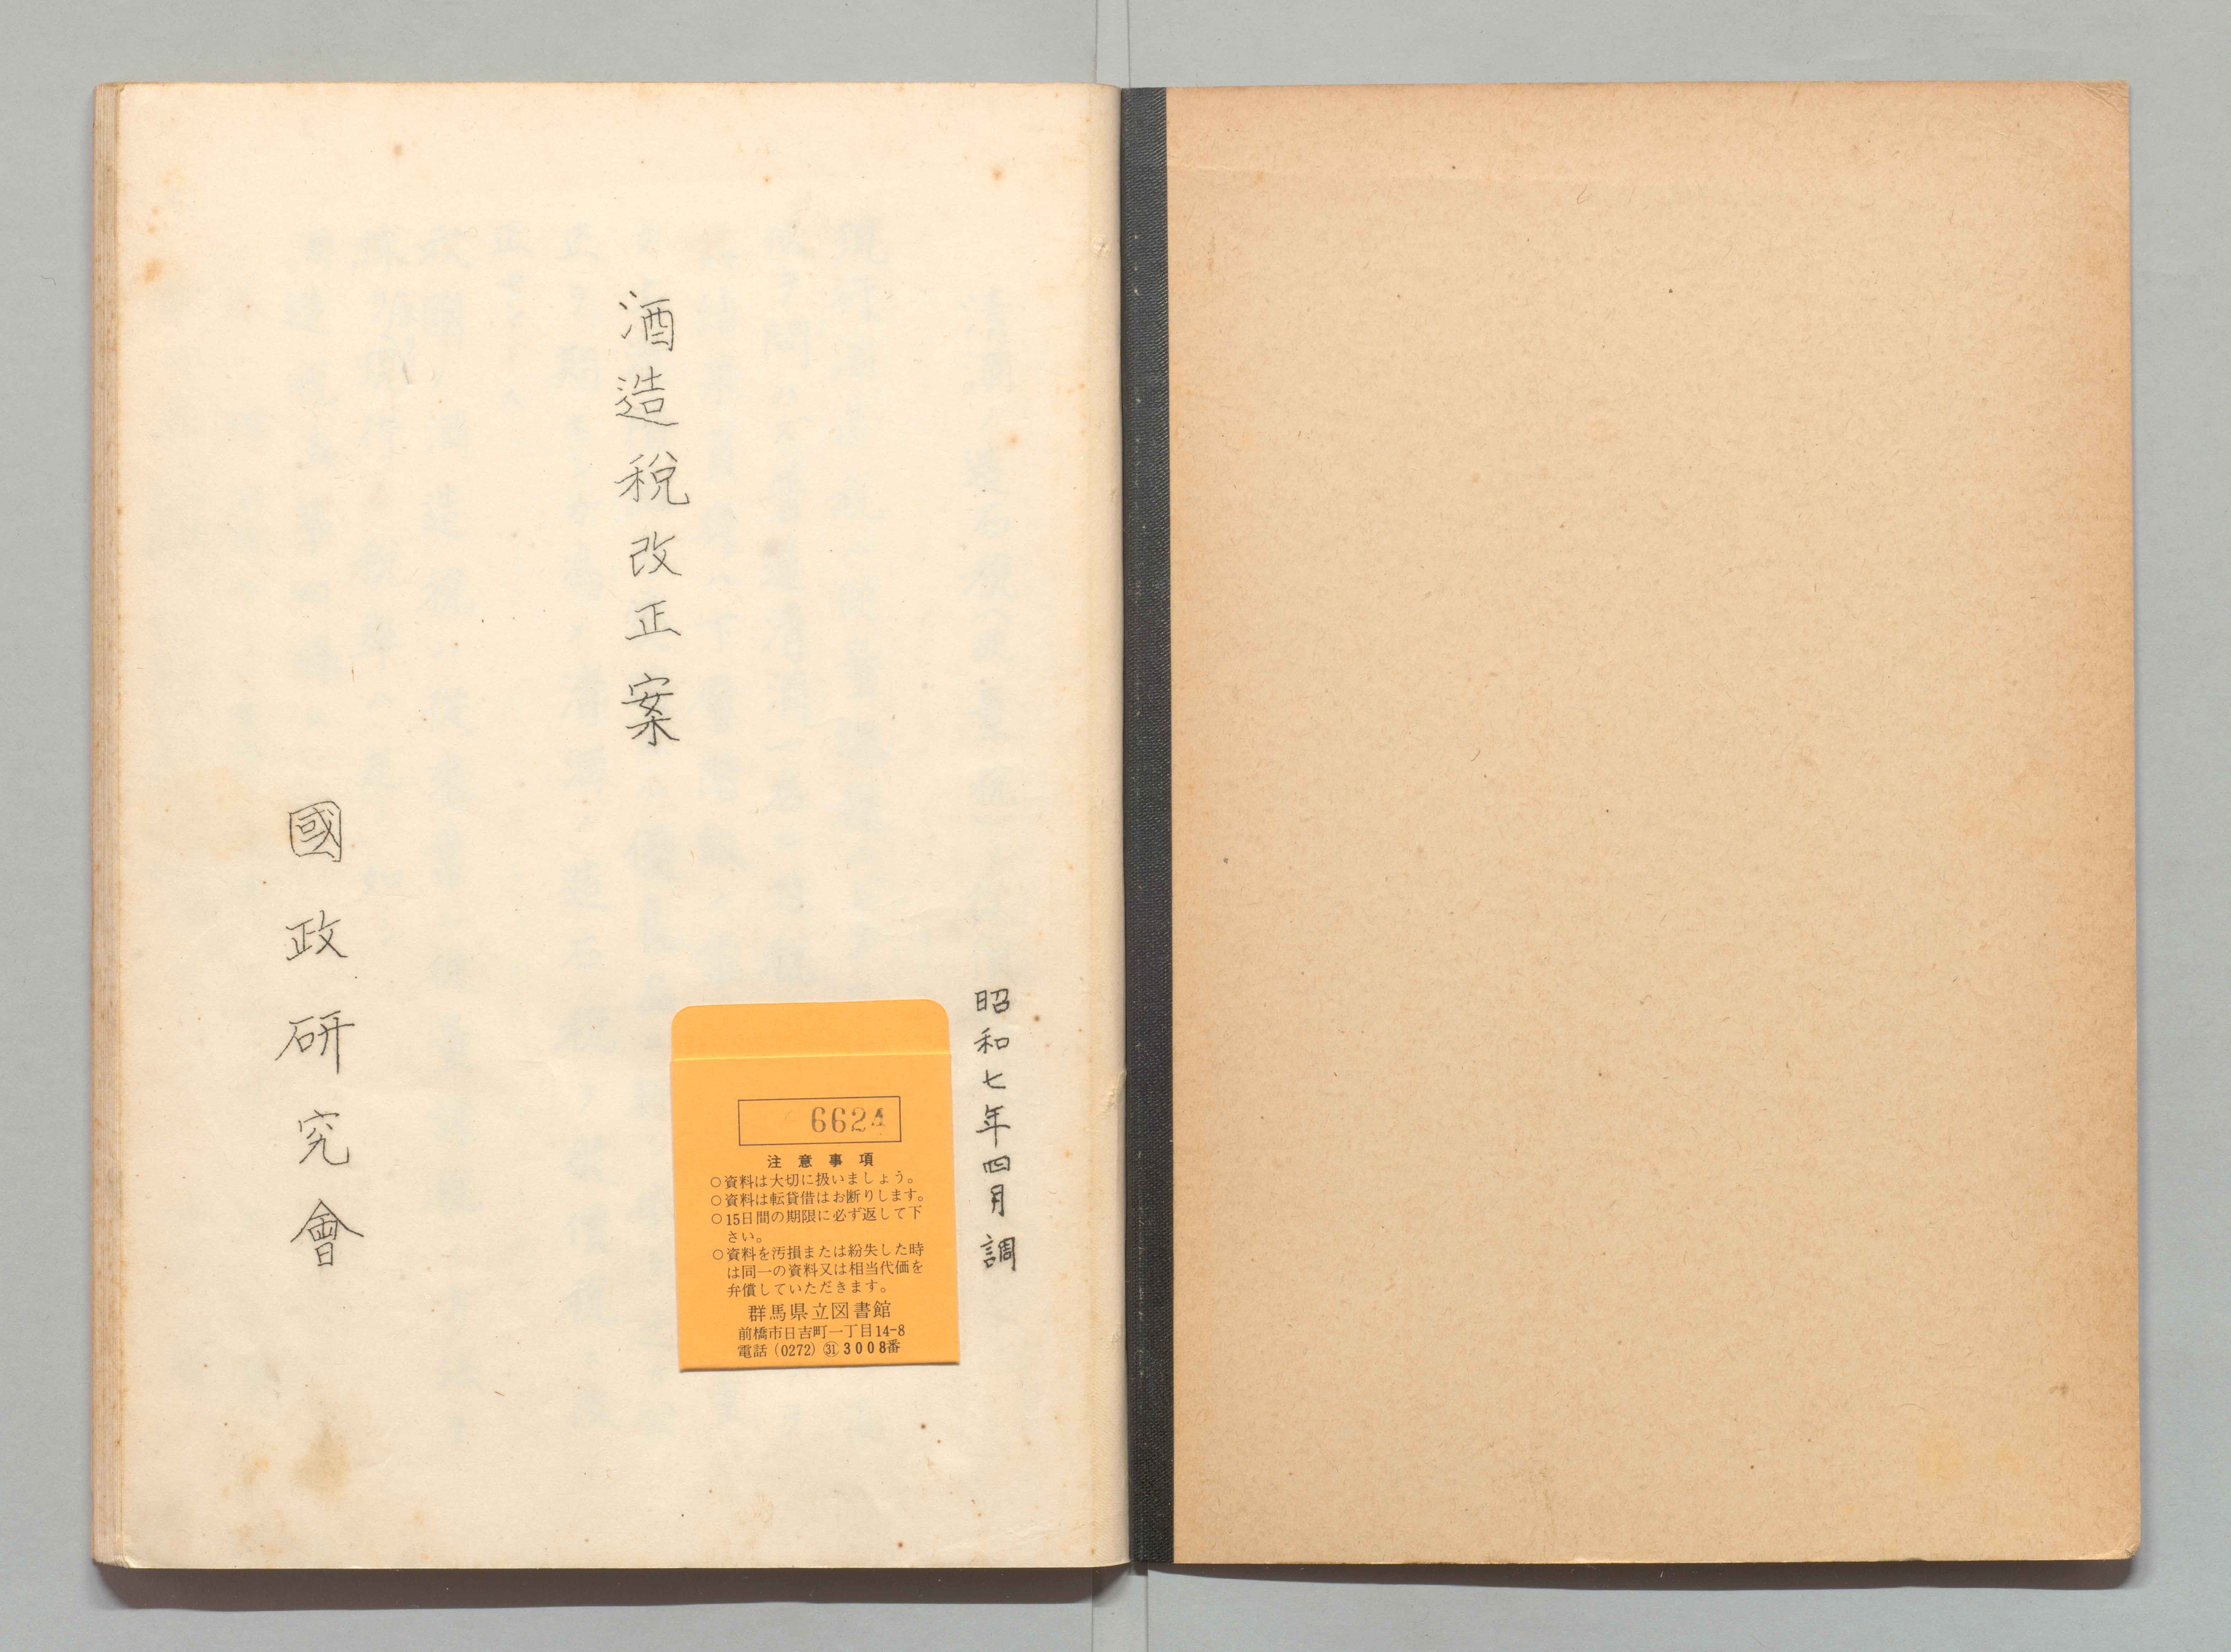 昭和七年四月調
酒造税改正案
國政研究會
6624
注意事項
○資料は大切に扱いましょう。
○資料は転貸借はお断りします。
○15日間の期限に必ず返して下
さい。
○資料を汚損または紛失した時
は同一の資料又は相当代価を
弁償していただきます。
群馬県立図書館
前橋市日吉町一丁目14-8
電話(0272)㉛3008番